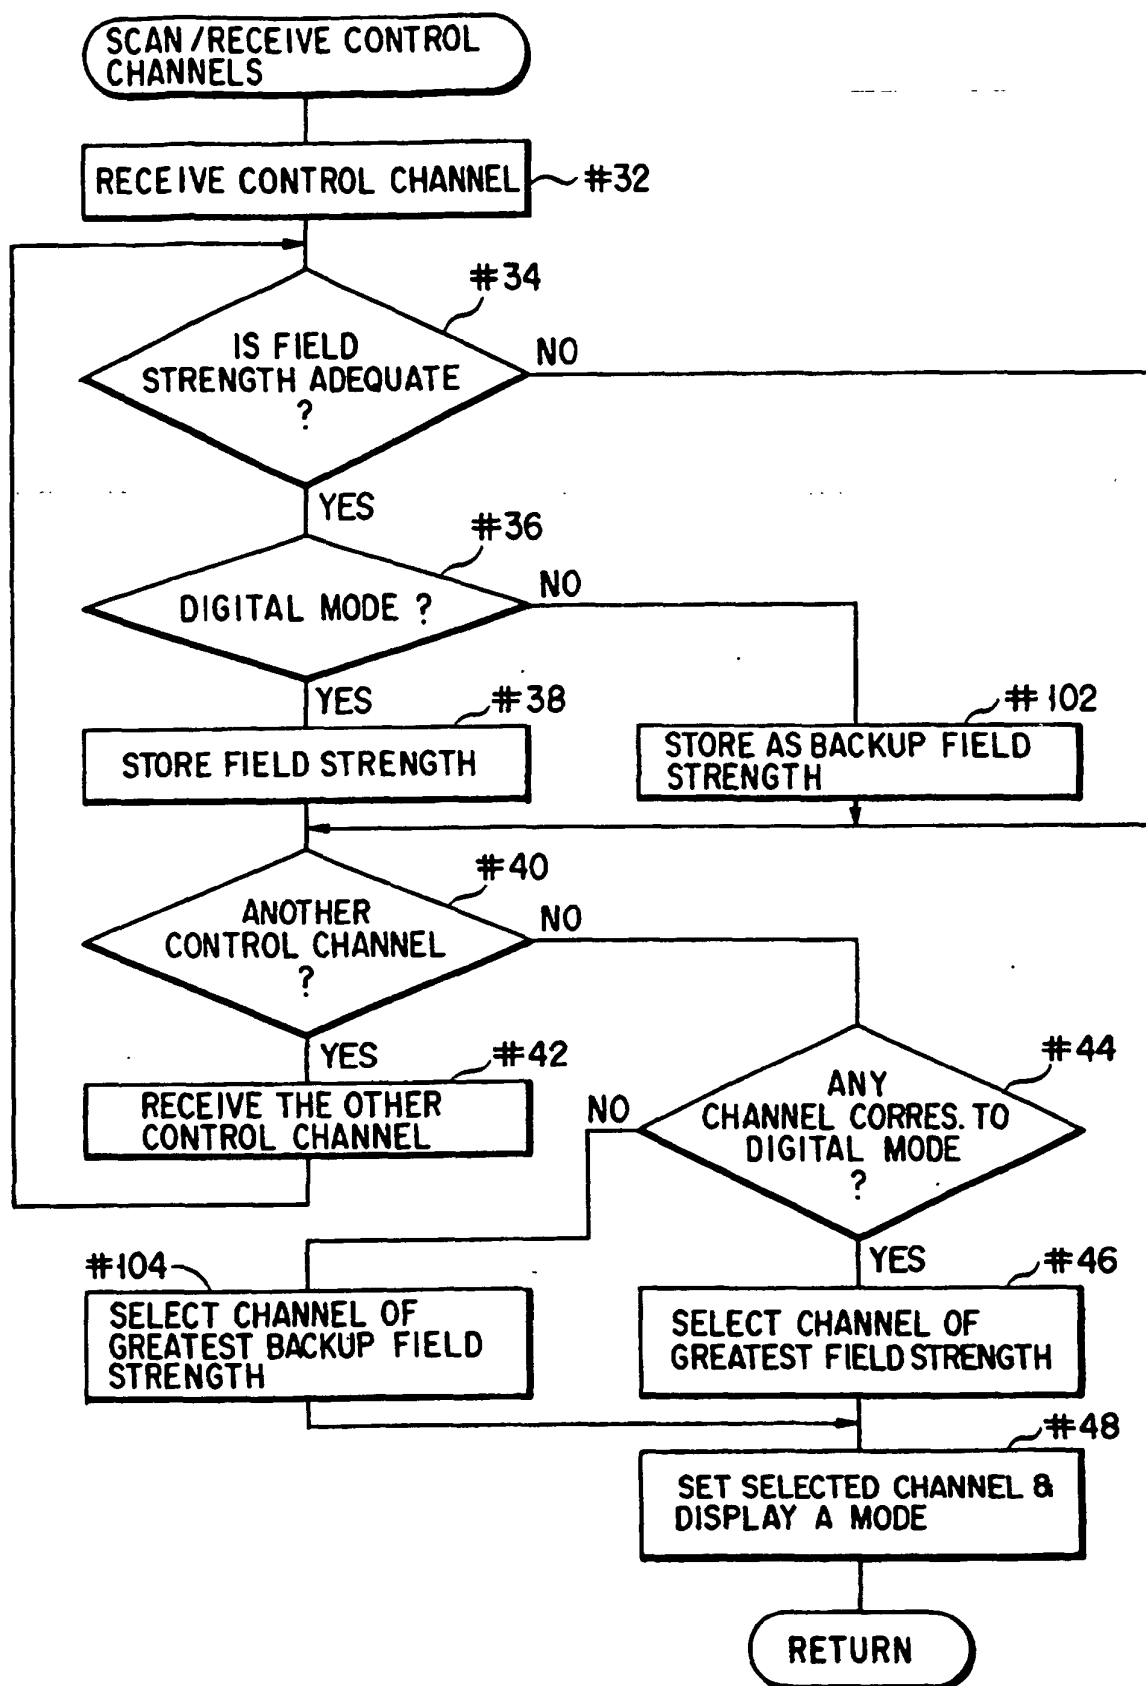 SCAN/RECEIVE CONTROL
CHANNELS
RECEIVE CONTROL CHANNEL
#32
#34
IS FIELD
STRENGTH ADEQUATE
?
NO
YES
#36
DIGITAL MODE ?
NO
YES
#38
STORE FIELD STRENGTH
#102
STORE AS BACKUP FIELD
STRENGTH
#40
ANOTHER
CONTROL CHANNEL
?
NO
YES
#42
RECEIVE THE OTHER
CONTROL CHANNEL
#44
ANY
CHANNEL CORRES. TO
DIGITAL MODE
?
NO
YES
#104
SELECT CHANNEL OF
GREATEST BACKUP FIELD
STRENGTH
#46
SELECT CHANNEL OF
GREATEST FIELD STRENGTH
#48
SET SELECTED CHANNEL &
DISPLAY A MODE
RETURN